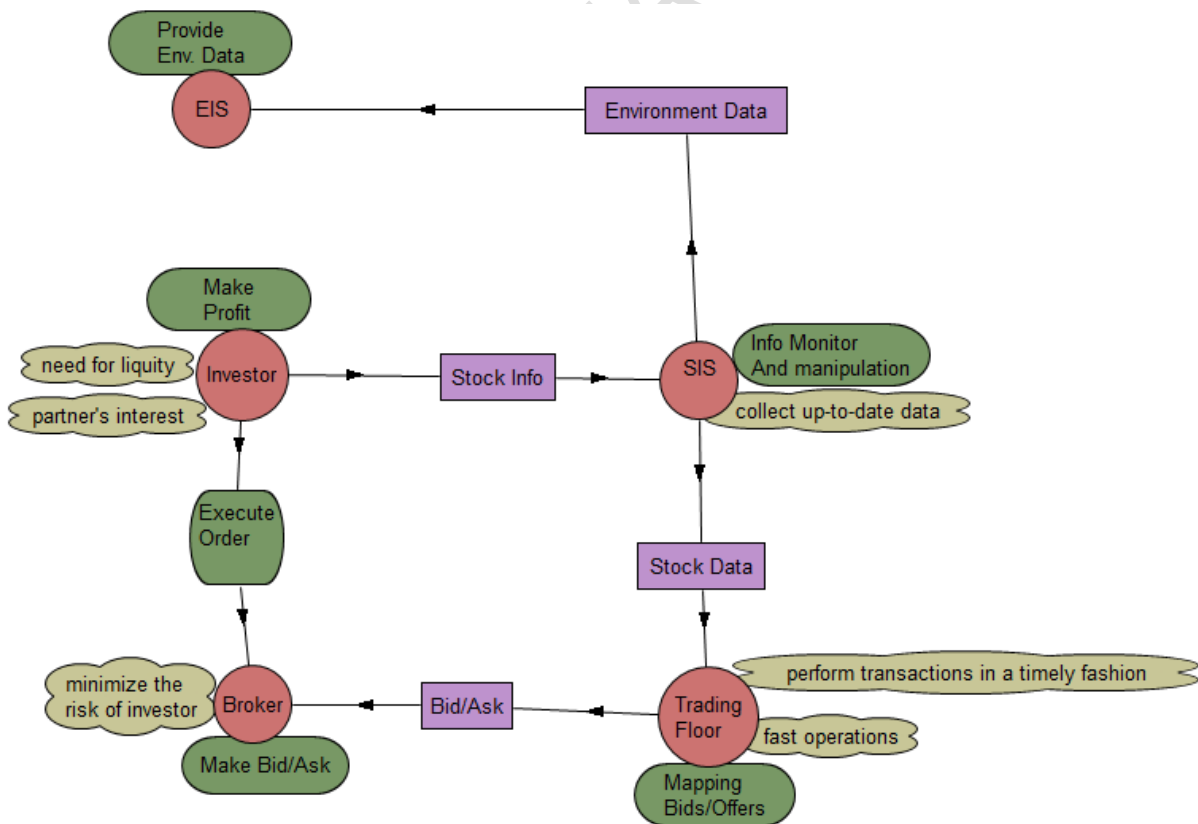 Provide
Env. Data
EIS
Environment Data
Make
Profit
need for liquity
Investor
partner's interest
Stock Info
SIS
Info Monitor
And manipulation
collect up-to-date data
Execute
Order
Stock Data
minimize the
risk of investor
Broker
Make Bid/Ask
Bid/Ask
Trading
Floor
perform transactions in a timely fashion
fast operations
Mapping
Bids/Offers